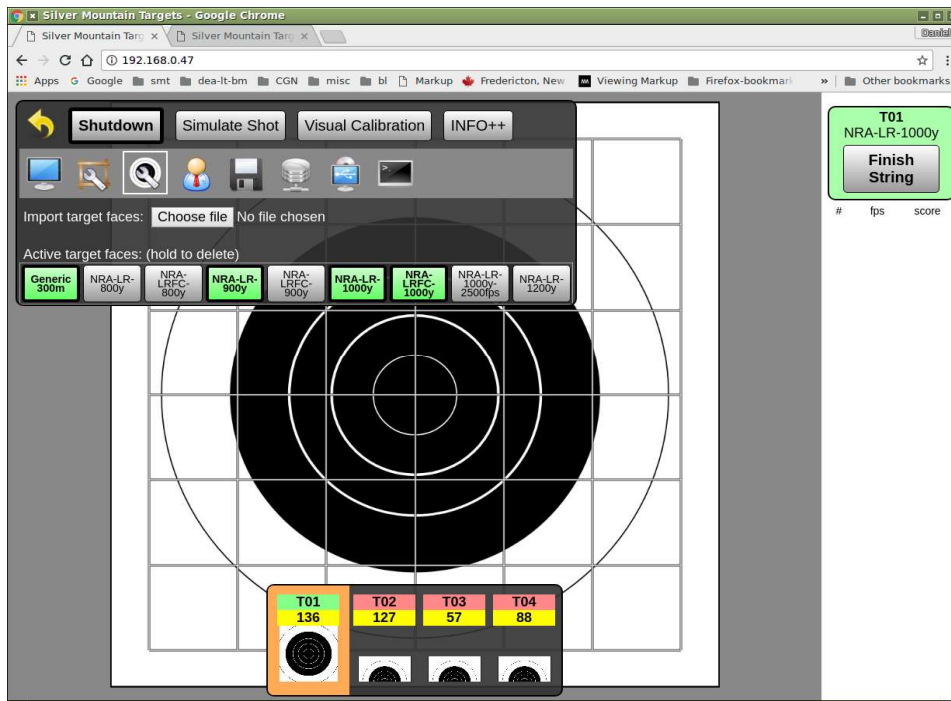 Silver Mountain Targets - Google Chrome
Silver Mountain Targ
Silver Mountain Targ
Daniel
192.168.0.47
Apps Google smt dea-lt-bm CGN misc bl Markup Fredericton, New Viewing Markup Firefox-bookmark » Other bookmarks
Shutdown Simulate Shot Visual Calibration INFO++
Import target faces: Choose file No file chosen
Active target faces: (hold to delete)
Generic
300m
NRA-LR-
800y
NRA-
LRFC-
800y
NRA-LR-
900y
NRA-
LRFC-
900y
NRA-LR-
1000y
NRA-
LRFC-
1000y
NRA-LR-
1000y-
2500fps
NRA-LR-
1200y
T01
NRA-LR-1000y
Finish
String
# fps score
T01 T02 T03 T04
136 127 57 88